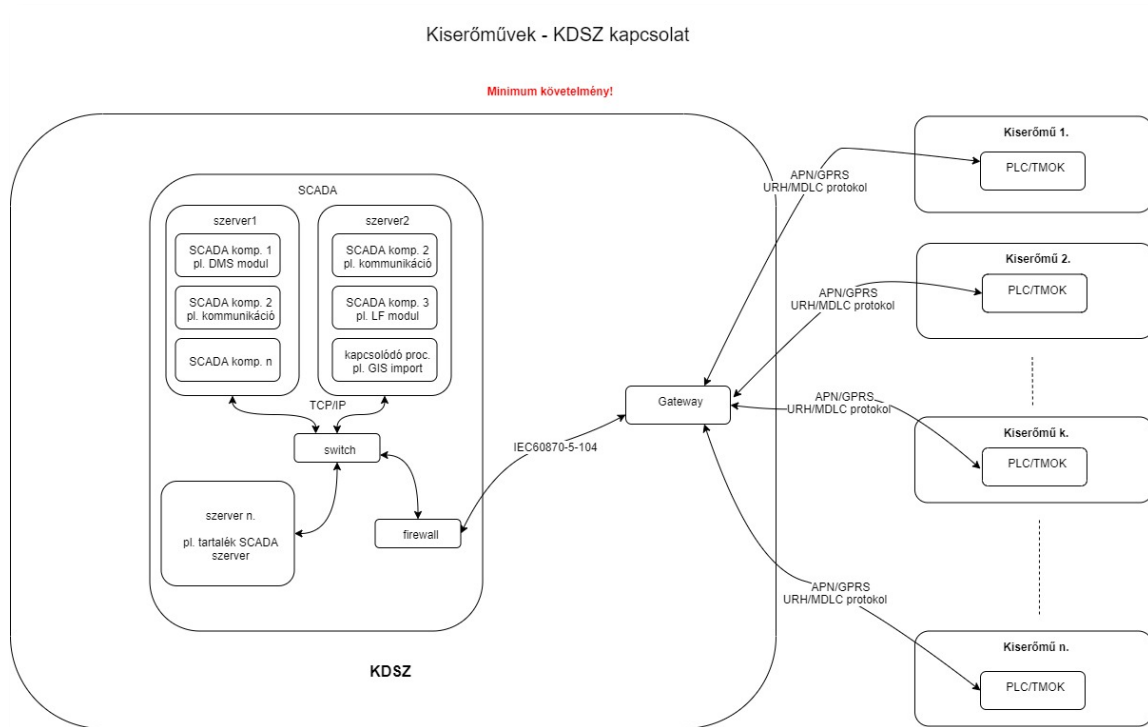 Kiserőművek - KDSZ kapcsolat
Minimum követelmény!
SCADA
szerver1
SCADA komp. 1
pl. DMS modul
SCADA komp. 2
pl. kommunikáció
SCADA komp. n
szerver2
SCADA komp. 2
pl. kommunikáció
SCADA komp. 3
pl. LF modul
kapcsolódó proc.
pl. GIS import
TCP/IP
switch
szerver n.
pl. tartalék SCADA
szerver
firewall
IEC60870-5-104
Gateway
KDSZ
APN/GPRS
URH/MDLC protokol
Kiserőmű 1.
PLC/TMOK
APN/GPRS
URH/MDLC protokol
Kiserőmű 2.
PLC/TMOK
APN/GPRS
URH/MDLC protokol
Kiserőmű k.
PLC/TMOK
APN/GPRS
URH/MDLC protokol
Kiserőmű n.
PLC/TMOK